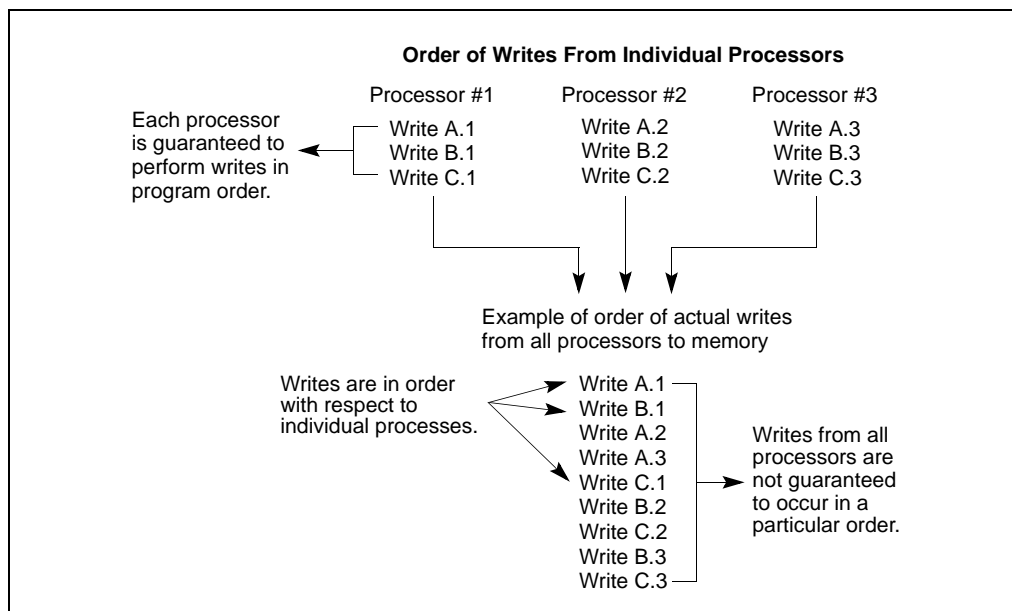 Order of Writes From Individual Processors
Processor #1
Processor #2
Processor #3
Each processor
is guaranteed to
perform writes in
program order.
Write A.1
Write B.1
Write C.1
Write A.2
Write B.2
Write C.2
Write A.3
Write B.3
Write C.3
Example of order of actual writes
from all processors to memory
Writes are in order
with respect to
individual processes.
Write A.1
Write B.1
Write A.2
Write A.3
Write C.1
Write B.2
Write C.2
Write B.3
Write C.3
Writes from all
processors are
not guaranteed
to occur in a
particular order.